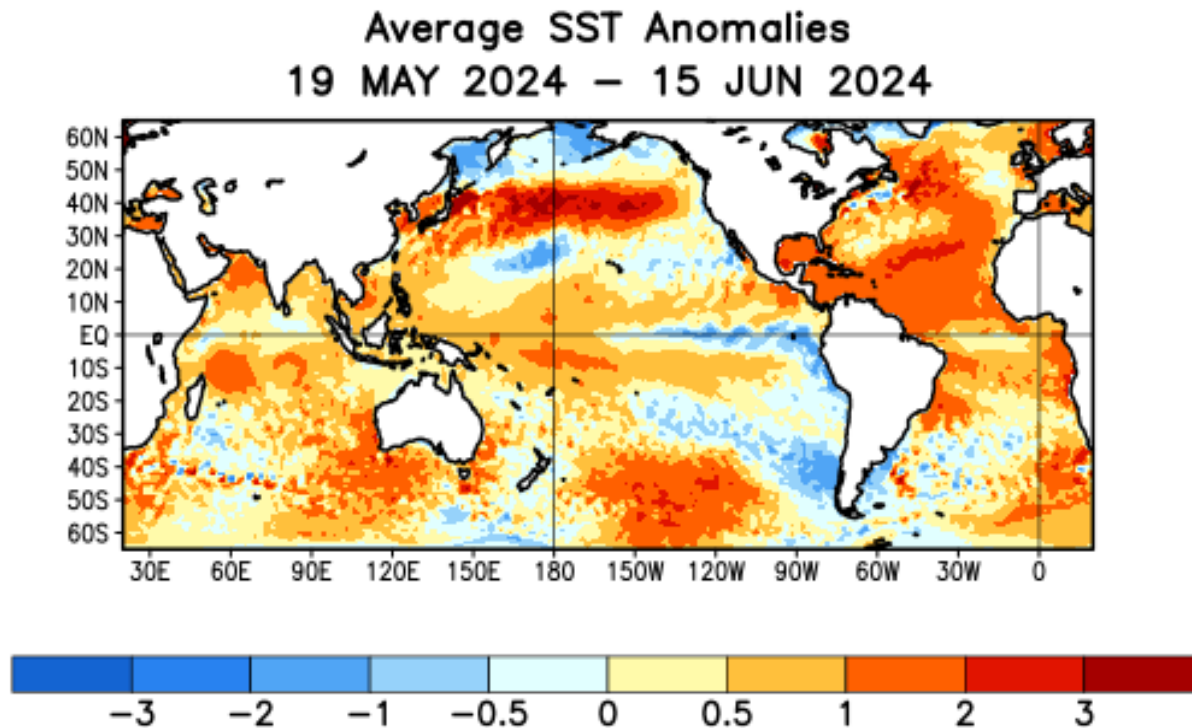 Average SST Anomalies
19 MAY 2024 – 15 JUN 2024
60N
50N
40N
30N
20N
10N
EQ
10S
20S
30S
40S
50S
60S
30E 60E 90E 120E 150E 180 150W 120W 90W 60W 30W 0
-3 -2 -1 -0.5 0 0.5 1 2 3